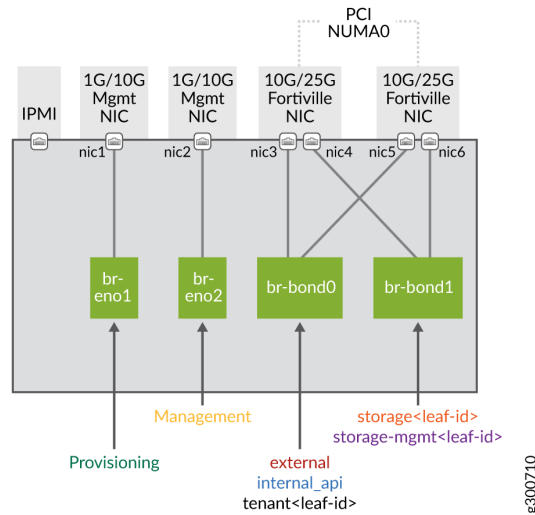 PCI
NUMA0
IPMI
1G/10G
Mgmt
NIC
1G/10G
Mgmt
NIC
10G/25G
Fortiville
NIC
10G/25G
Fortiville
NIC
nic1
nic2
nic3
nic4
nic5
nic6
br-
eno1
br-
eno2
br-bond0
br-bond1
Management
storage<leaf-id>
storage-mgmt<leaf-id>
Provisioning
external
internal_api
tenant<leaf-id>
g300710